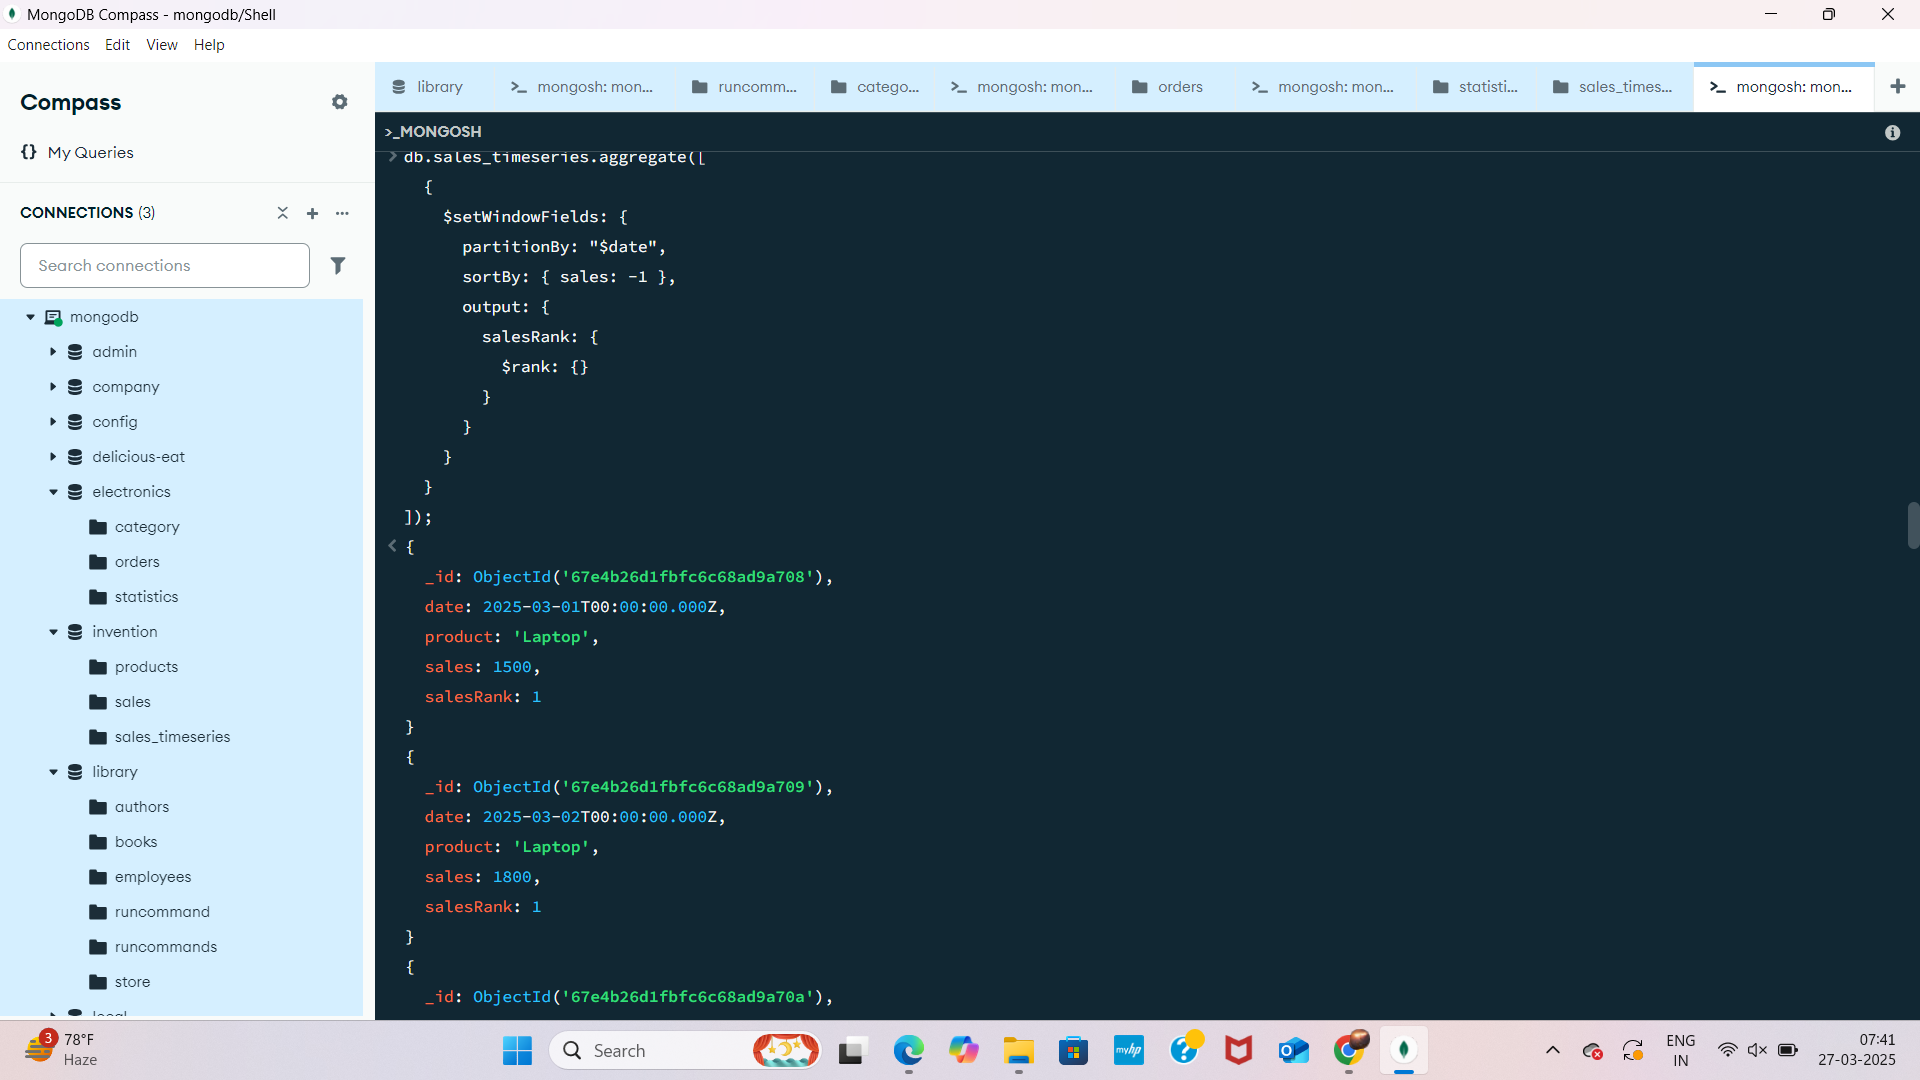 MongoDB Compass - mongodb/Shell
Connections Edit View Help
Compass
My Queries
CONNECTIONS (3)
Search connections
mongodb
admin
company
config
delicious-eat
electronics
category
orders
statistics
invention
products
sales
sales_timeseries
library
authors
books
employees
runcommand
runcommands
store
local
library
mongosh: mon...
runcomm...
catego...
mongosh: mon...
orders
mongosh: mon...
statisti...
sales_times...
mongosh: mon...
>_MONGOSH
> db.sales_timeseries.aggregate([
{
$setWindowFields: {
partitionBy: "$date",
sortBy: { sales: -1 },
output: {
salesRank: {
$rank: {}
}
}
}
}
]);
< {
_id: ObjectId('67e4b26d1fbfc6c68ad9a708'),
date: 2025-03-01T00:00:00.000Z,
product: 'Laptop',
sales: 1500,
salesRank: 1
}
{
_id: ObjectId('67e4b26d1fbfc6c68ad9a709'),
date: 2025-03-02T00:00:00.000Z,
product: 'Laptop',
sales: 1800,
salesRank: 1
}
{
_id: ObjectId('67e4b26d1fbfc6c68ad9a70a'),
3
78°F
Haze
Search
myhp
ENG
IN
07:41
27-03-2025